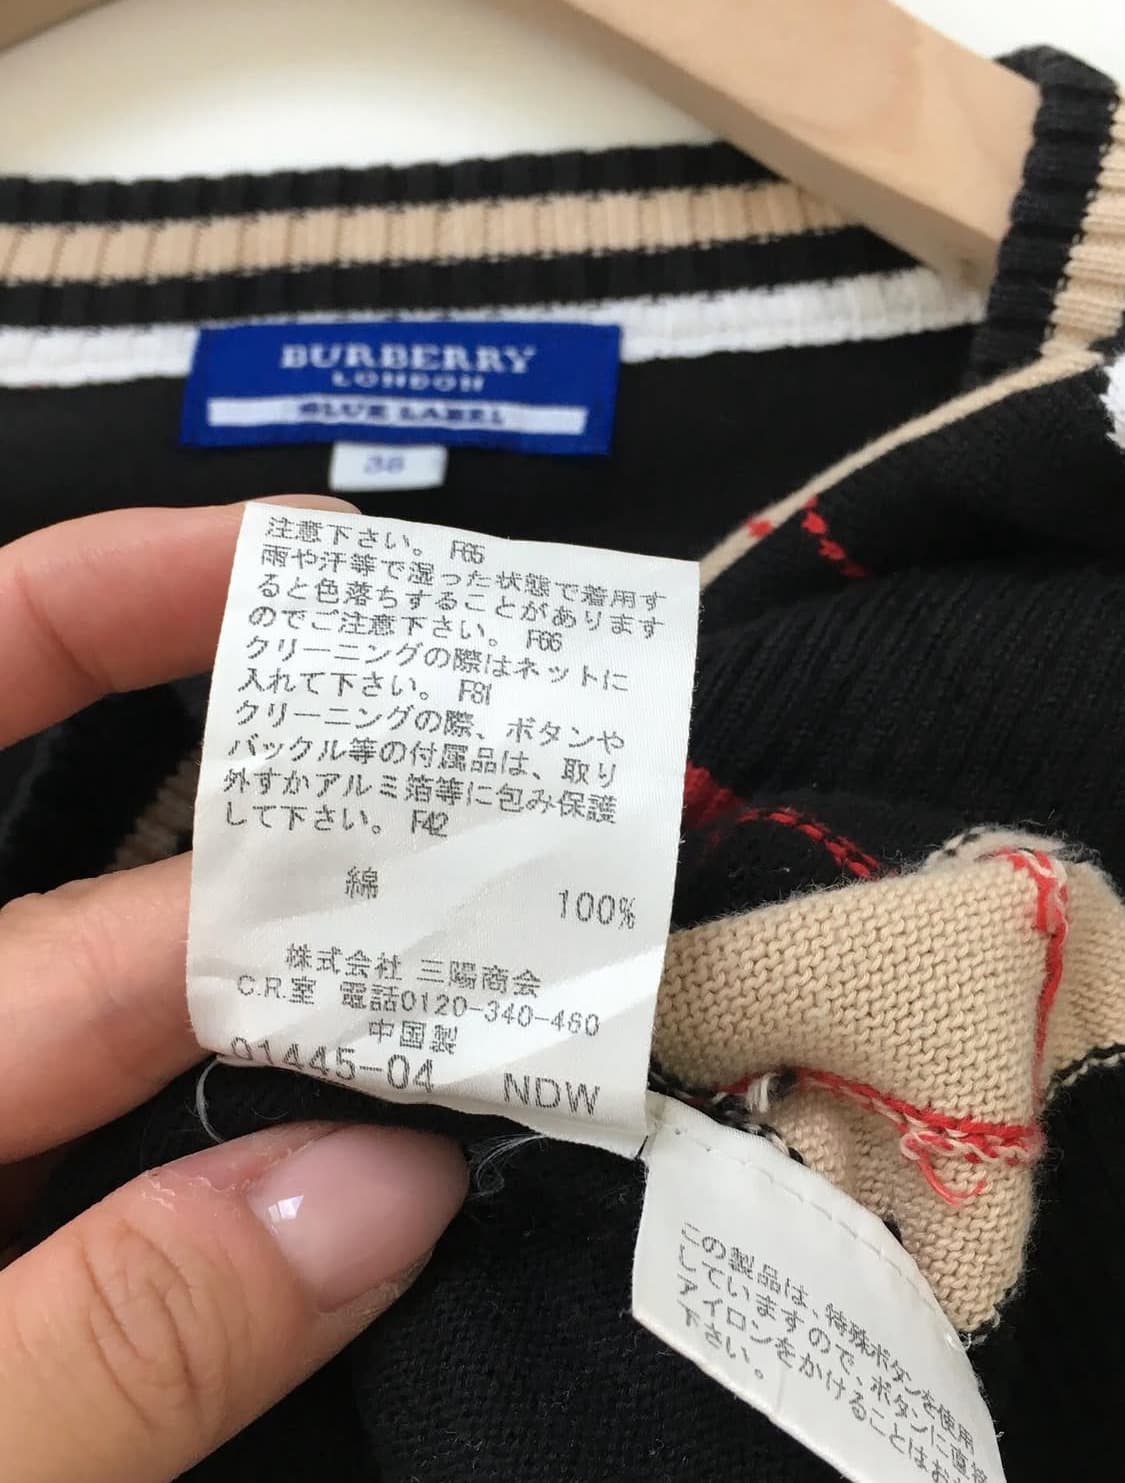 BURBERRY
LONDON
BLUE LABEL
38
注意下さい。 F65
雨や汗等で湿った状態で着用す
ると色落ちすることがあります
のでご注意下さい。 F66
クリーニングの際はネットに
入れて下さい。 F81
クリーニングの際、ボタンや
バックル等の付属品は、取り
外すかアルミ箔等に包み保護
して下さい。 F42
綿 100%
株式会社 三陽商会
C.R.室 電話0120-340-460
中国製
91445-04 NDW
この製品は、特殊ボタンを使用
していますので、ボタンに直接
アイロンをかけることはお
下さい。